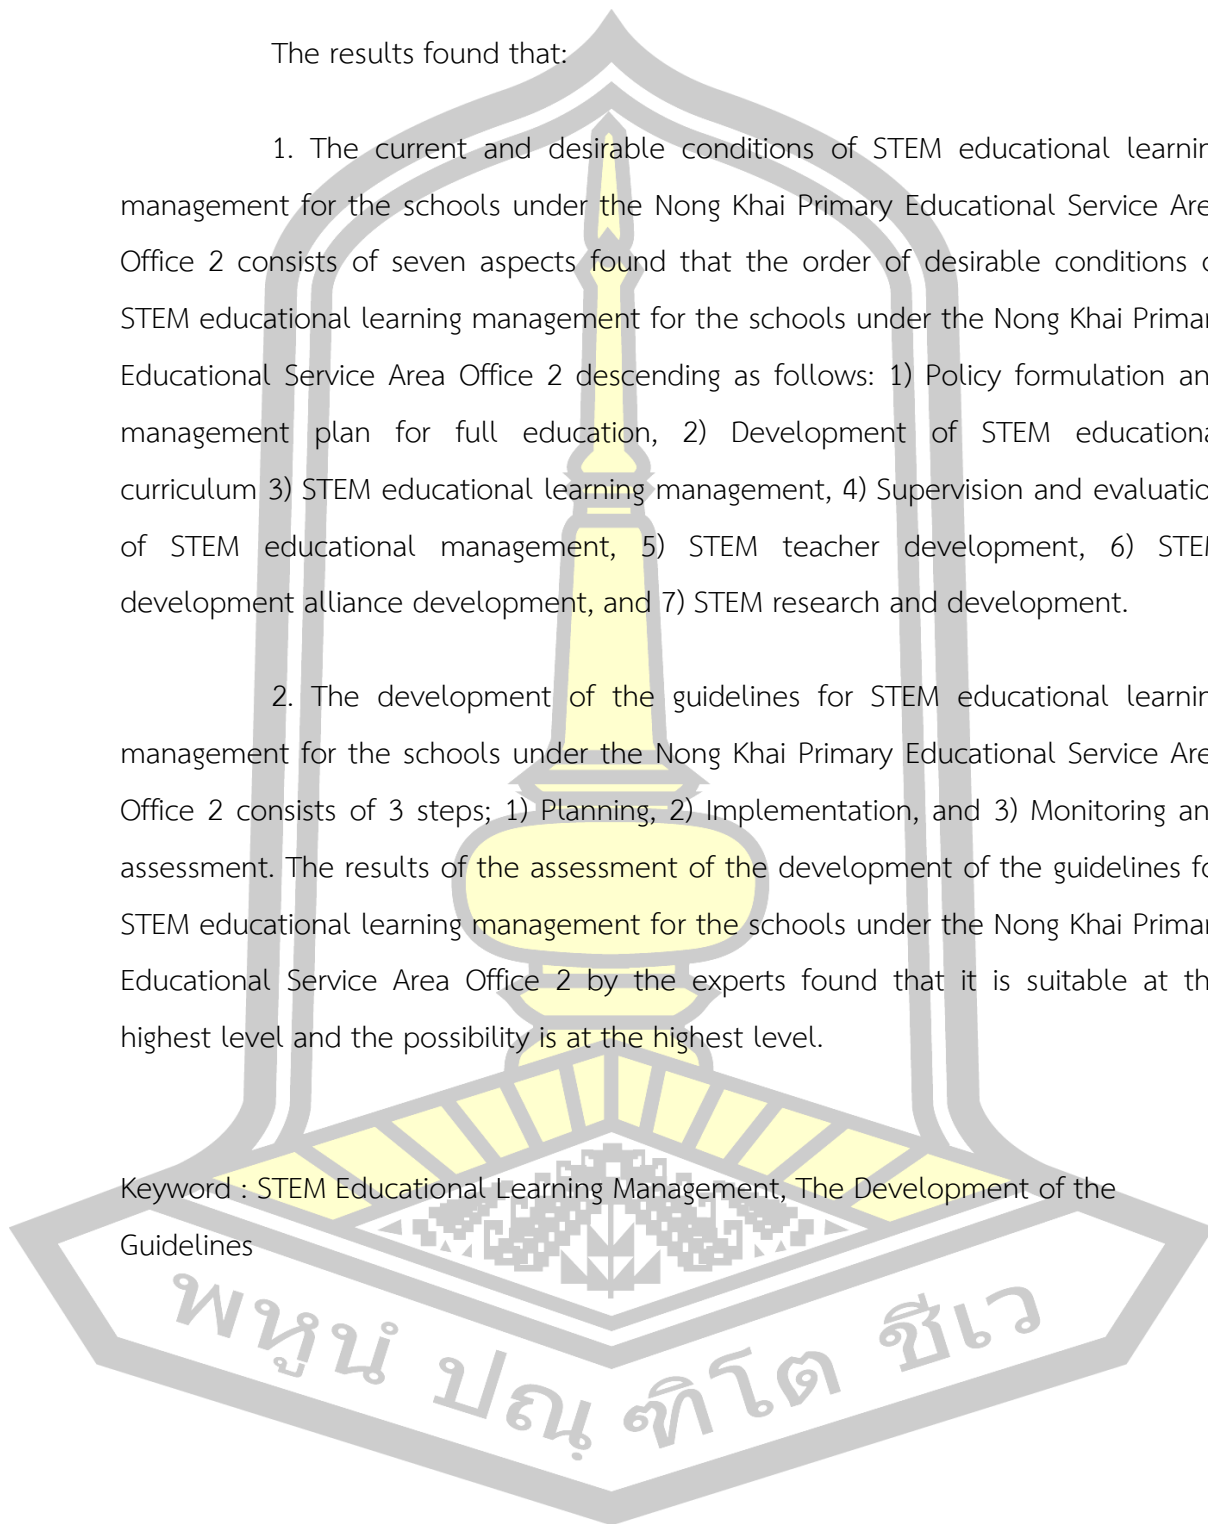 The results found that:
1. The current and desirable conditions of STEM educational learnin
management for the schools under the Nong Khai Primary Educational Service Are
Office 2 consists of seven aspects found that the order of desirable conditions o
STEM educational learning management for the schools under the Nong Khai Primar
Educational Service Area Office 2 descending as follows: 1) Policy formulation an
management plan for full education, 2) Development of STEM educationa
curriculum 3) STEM educational learning management, 4) Supervision and evaluatio
of STEM educational management, 5) STEM teacher development, 6) STEM
development alliance development, and 7) STEM research and development.
2. The development of the guidelines for STEM educational learnin
management for the schools under the Nong Khai Primary Educational Service Are
Office 2 consists of 3 steps; 1) Planning, 2) Implementation, and 3) Monitoring an
assessment. The results of the assessment of the development of the guidelines fo
STEM educational learning management for the schools under the Nong Khai Primar
Educational Service Area Office 2 by the experts found that it is suitable at th
highest level and the possibility is at the highest level.
Keyword : STEM Educational Learning Management, The Development of the
Guidelines
พหูนํ ปณฺฑิโต ชีเว